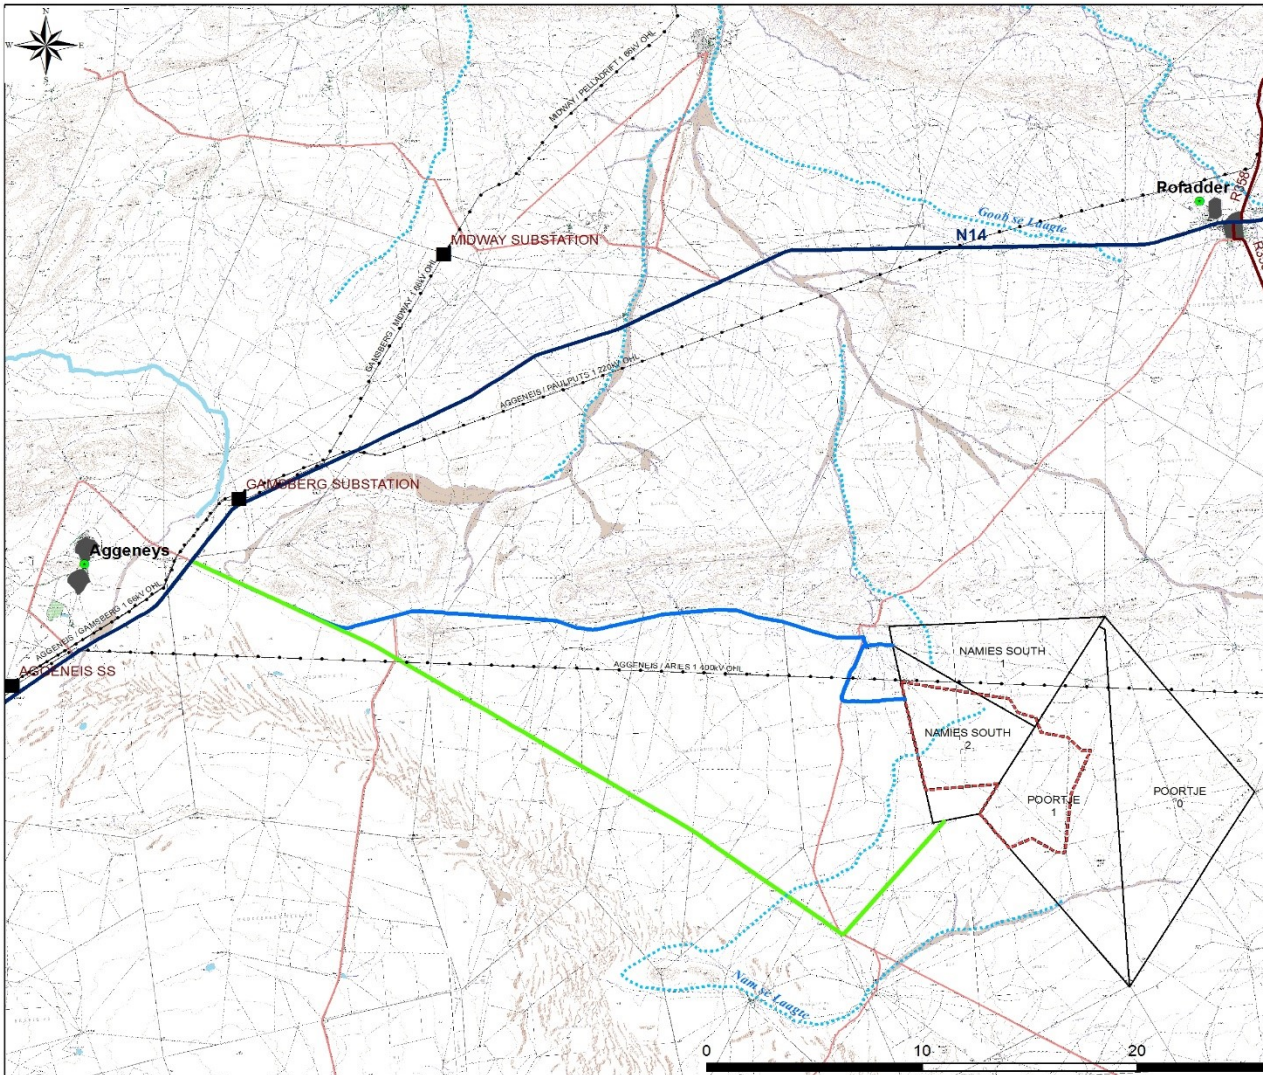 N
W
E
S
MIDWAY / PELLADRIFT 1 66kV OHL
R358
Pofadder
Goob se Laagte
N14
MIDWAY SUBSTATION
GAMSBERG / MIDWAY 1 66kV OHL
AGGENEIS / PAULPUTS 1 220kV OHL
GAMSBERG SUBSTATION
Aggeneys
AGGENEIS / GAMSBERG 1 66kV OHL
AGGENEIS SS
AGGENEIS / ARIES 1 400kV OHL
NAMIES SOUTH
1
NAMIES SOUTH
2
POORTJE
1
POORTJE
0
Nam se Laagte
0
10
20